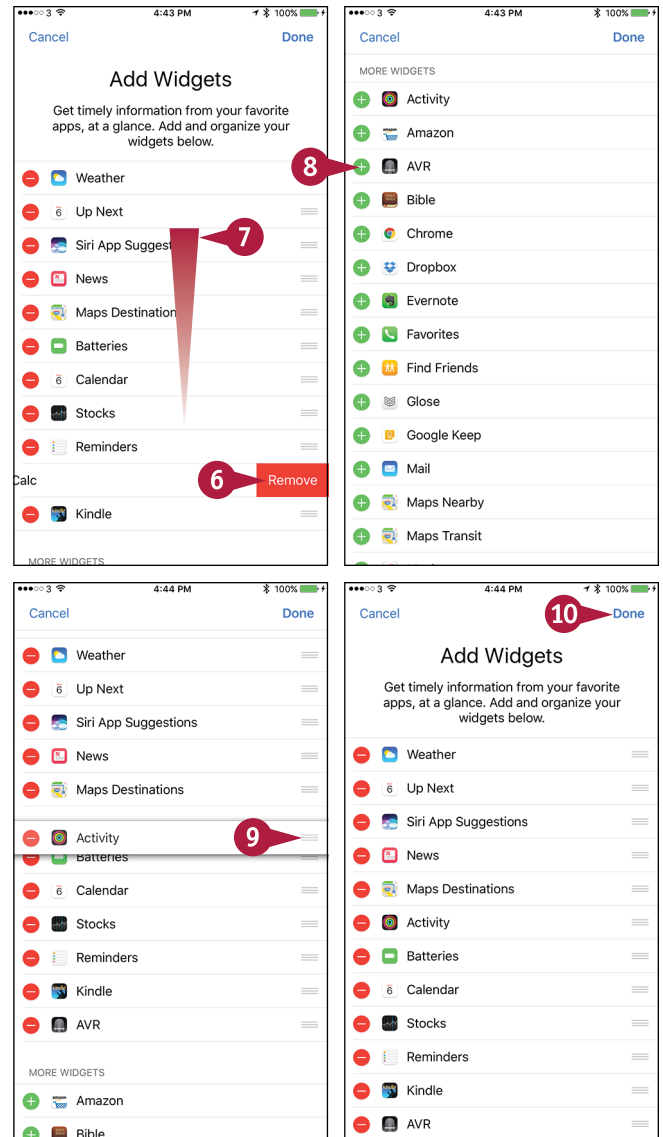 3 4:43 PM 100%
Cancel Done
Add Widgets
Get timely information from your favorite
apps, at a glance. Add and organize your
widgets below.
Weather
6 Up Next
Siri App Suggest
7
News
Maps Destination
Batteries
6 Calendar
Stocks
Reminders
Calc 6 Remove
Kindle
MORE WIDGETS
3 4:43 PM 100%
Cancel Done
MORE WIDGETS
Activity
amazon Amazon
8 AVR
Bible
Chrome
Dropbox
Evernote
Favorites
Find Friends
Glose
Google Keep
Mail
Maps Nearby
Maps Transit
3 4:44 PM 100%
Cancel Done
Weather
6 Up Next
Siri App Suggestions
News
Maps Destinations
Activity 9
Batteries
6 Calendar
Stocks
Reminders
Kindle
AVR
MORE WIDGETS
amazon Amazon
Bible
3 4:44 PM 100%
Cancel 10 Done
Add Widgets
Get timely information from your favorite
apps, at a glance. Add and organize your
widgets below.
Weather
6 Up Next
Siri App Suggestions
News
Maps Destinations
Activity
Batteries
6 Calendar
Stocks
Reminders
Kindle
AVR